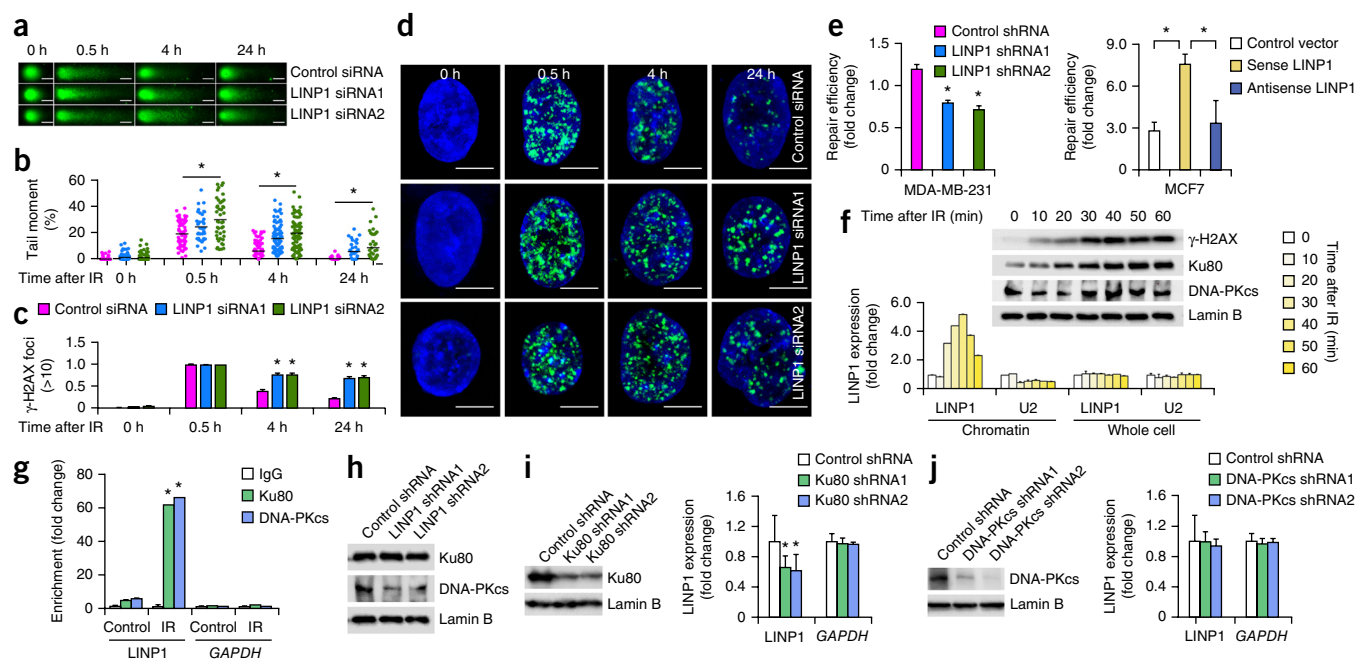 a
0 h 0.5 h 4 h 24 h
Control siRNA
LINP1 siRNA1
LINP1 siRNA2
b
Tail moment
(%)
60
40
20
0
*
*
*
Time after IR 0 h 0.5 h 4 h 24 h
Control siRNA LINP1 siRNA1 LINP1 siRNA2
c
γ-H2AX foci
(>10)
1.5
1.0
0.5
0
* *
* *
Time after IR 0 h 0.5 h 4 h 24 h
d
0 h 0.5 h 4 h 24 h
Control siRNA
LINP1 siRNA1
LINP1 siRNA2
e
Control shRNA
LINP1 shRNA1
LINP1 shRNA2
Repair efficiency
(fold change)
1.5
1.0
0.5
0
* *
MDA-MB-231
Control vector
Sense LINP1
Antisense LINP1
Repair efficiency
(fold change)
9.0
6.0
3.0
0
* *
MCF7
f
Time after IR (min) 0 10 20 30 40 50 60
γ-H2AX
Ku80
DNA-PKcs
Lamin B
LINP1 expression
(fold change)
6.0
4.0
2.0
0
LINP1 U2 LINP1 U2
Chromatin Whole cell
0
10
20
30
40
50
60
Time after IR (min)
g
IgG
Ku80
DNA-PKcs
Enrichment (fold change)
80
60
40
20
0
* *
Control IR Control IR
LINP1 GAPDH
h
Control shRNA
LINP1 shRNA1
LINP1 shRNA2
Ku80
DNA-PKcs
Lamin B
i
Control shRNA
Ku80 shRNA1
Ku80 shRNA2
Ku80
Lamin B
Control shRNA
Ku80 shRNA1
Ku80 shRNA2
LINP1 expression
(fold change)
1.6
1.2
0.8
0.4
0
* *
LINP1 GAPDH
j
Control shRNA
DNA-PKcs shRNA1
DNA-PKcs shRNA2
DNA-PKcs
Lamin B
Control shRNA
DNA-PKcs shRNA1
DNA-PKcs shRNA2
LINP1 expression
(fold change)
1.6
1.2
0.8
0.4
0
LINP1 GAPDH